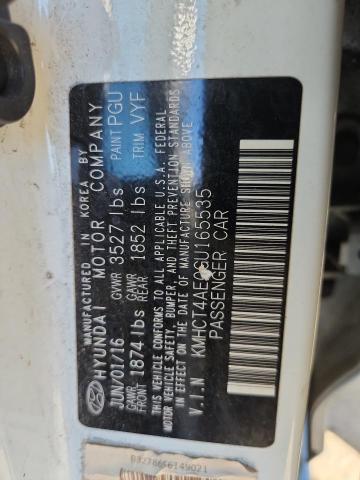 MANUFACTURED IN KOREA BY
HYUNDAI MOTOR COMPANY
JUN/01/16 GVWR 3527 lbs PAINT PGU
GAWR FRONT 1874 lbs GAWR REAR 1852 lbs TRIM VYF
THIS VEHICLE CONFORMS TO ALL APPLICABLE U.S.A. FEDERAL
MOTOR VEHICLE SAFETY, BUMPER, AND THEFT PREVENTION STANDARDS
IN EFFECT ON THE DATE OF MANUFACTURE SHOWN ABOVE.
V.I.N KMHCT4AE0GU165535
PASSENGER CAR